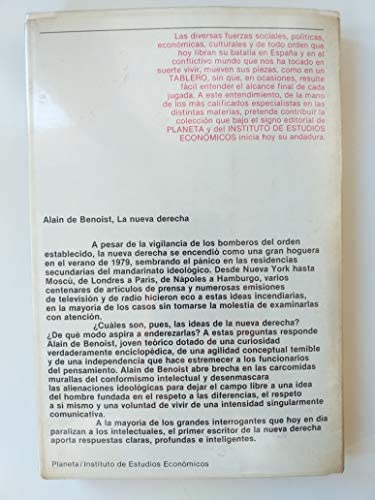 Las diversas fuerzas sociales, políticas,
económicas, culturales y de todo orden que
hoy libran su batalla en España y en el
conflictivo mundo que nos ha tocado en
suerte vivir, mueven sus piezas, como en un
TABLERO, sin que, en ocasiones, resulte
fácil entender el alcance final de cada
jugada. A este entendimiento, de la mano
de los más calificados especialistas en las
distintas materias, pretende contribuir la
colección que bajo el signo editorial de
PLANETA y del INSTITUTO DE ESTUDIOS
ECONÓMICOS inicia hoy su andadura.
Alain de Benoist, La nueva derecha
A pesar de la vigilancia de los bomberos del orden
establecido, la nueva derecha se encendió como una gran hoguera
en el verano de 1979, sembrando el pánico en las residencias
secundarias del mandarinato ideológico. Desde Nueva York hasta
Moscú, de Londres a París, de Nápoles a Hamburgo, varios
centenares de artículos de prensa y numerosas emisiones
de televisión y de radio hicieron eco a estas ideas incendiarias,
en la mayoría de los casos sin tomarse la molestia de examinarlas
con atención.
¿Cuáles son, pues, las ideas de la nueva derecha?
¿De qué modo aspira a enderezarlas? A estas preguntas responde
Alain de Benoist, joven teórico dotado de una curiosidad
verdaderamente enciclopédica, de una agilidad conceptual temible
y de una independencia que hace estremecer a los funcionarios
del pensamiento. Alain de Benoist abre brecha en las carcomidas
murallas del conformismo intelectual y desenmascara
las alienaciones ideológicas para dejar el campo libre a una idea
del hombre fundada en el respeto a las diferencias, el respeto
a sí mismo y una voluntad de vivir de una intensidad singularmente
comunicativa.
A la mayoría de los grandes interrogantes que hoy en día
paralizan a los intelectuales, el primer escritor de la nueva derecha
aporta respuestas claras, profundas e inteligentes.
Planeta/Instituto de Estudios Económicos